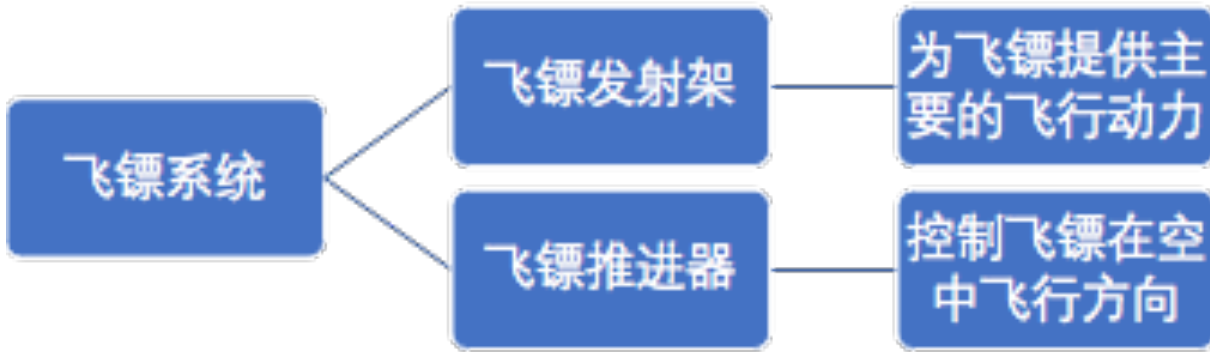 飞镖系统
飞镖发射架
为飞镖提供主
要的飞行动力
飞镖推进器
控制飞镖在空
中飞行方向